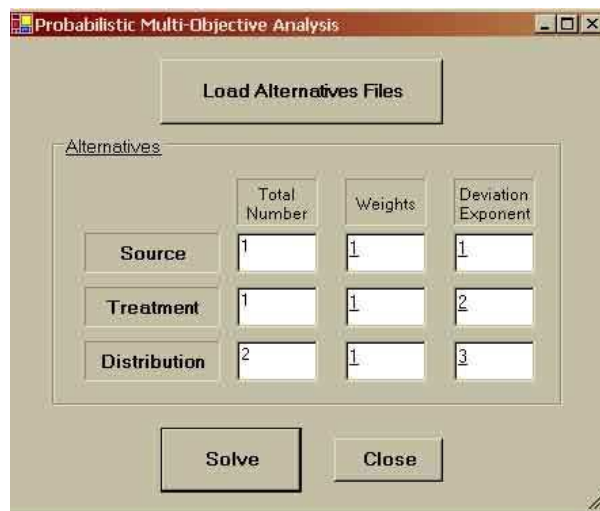 Probabilistic Multi-Objective Analysis
Load Alternatives Files
Alternatives
Total Number
Weights
Deviation Exponent
Source
1
1
1
Treatment
1
1
2
Distribution
2
1
3
Solve
Close